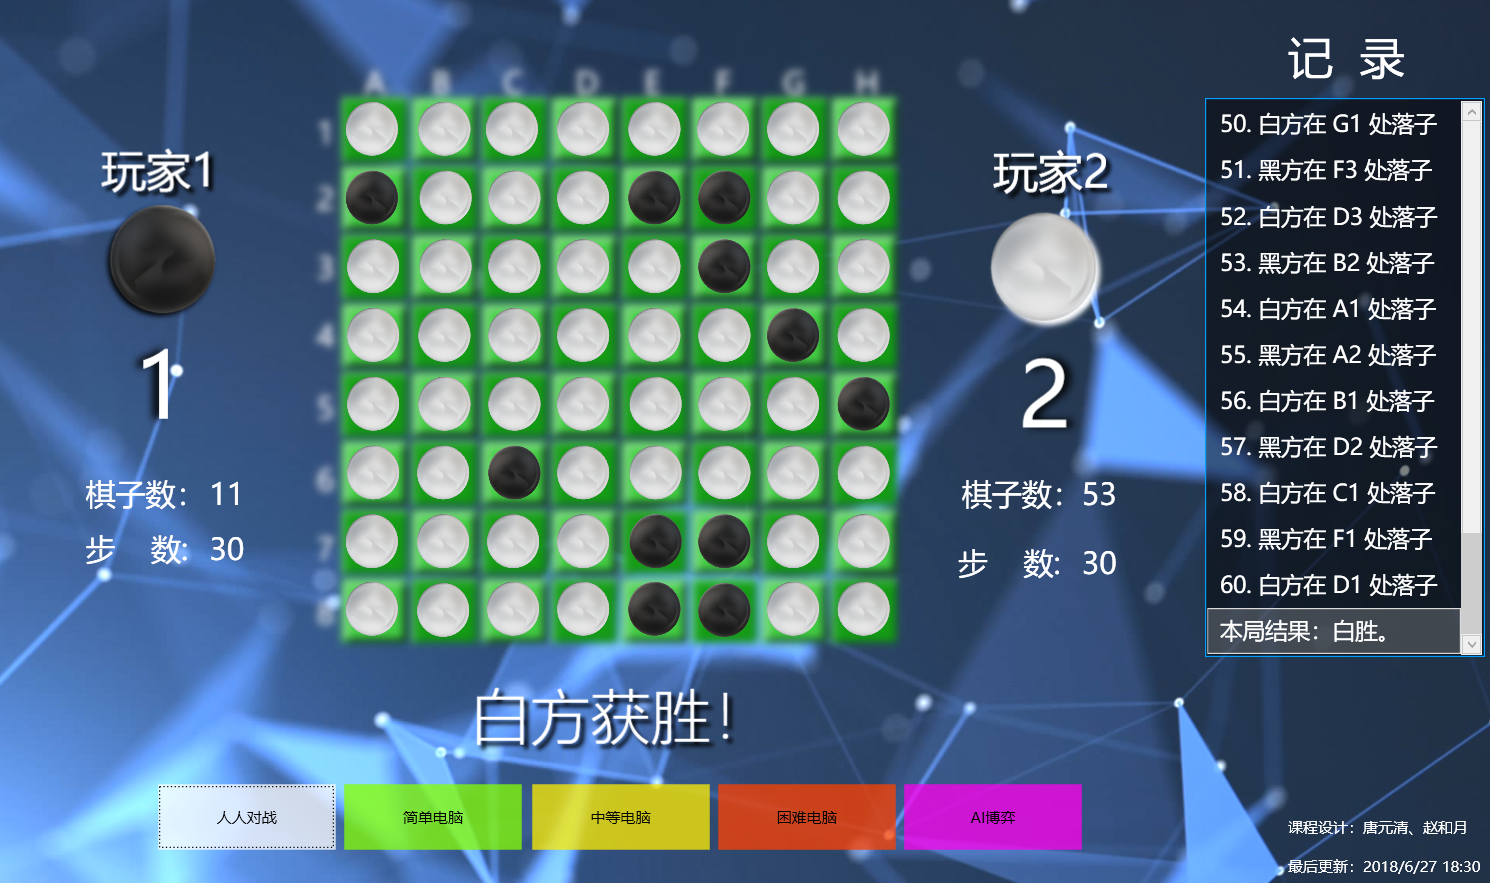 记 录
A B C D E F G H
1
2
3
4
5
6
7
8
玩家1
1
棋子数：11
步 数: 30
玩家2
2
棋子数：53
步 数: 30
50. 白方在 G1 处落子
51. 黑方在 F3 处落子
52. 白方在 D3 处落子
53. 黑方在 B2 处落子
54. 白方在 A1 处落子
55. 黑方在 A2 处落子
56. 白方在 B1 处落子
57. 黑方在 D2 处落子
58. 白方在 C1 处落子
59. 黑方在 F1 处落子
60. 白方在 D1 处落子
本局结果：白胜。
白方获胜！
人人对战
简单电脑
中等电脑
困难电脑
AI博弈
课程设计：唐元清、赵和月
最后更新：2018/6/27 18:30